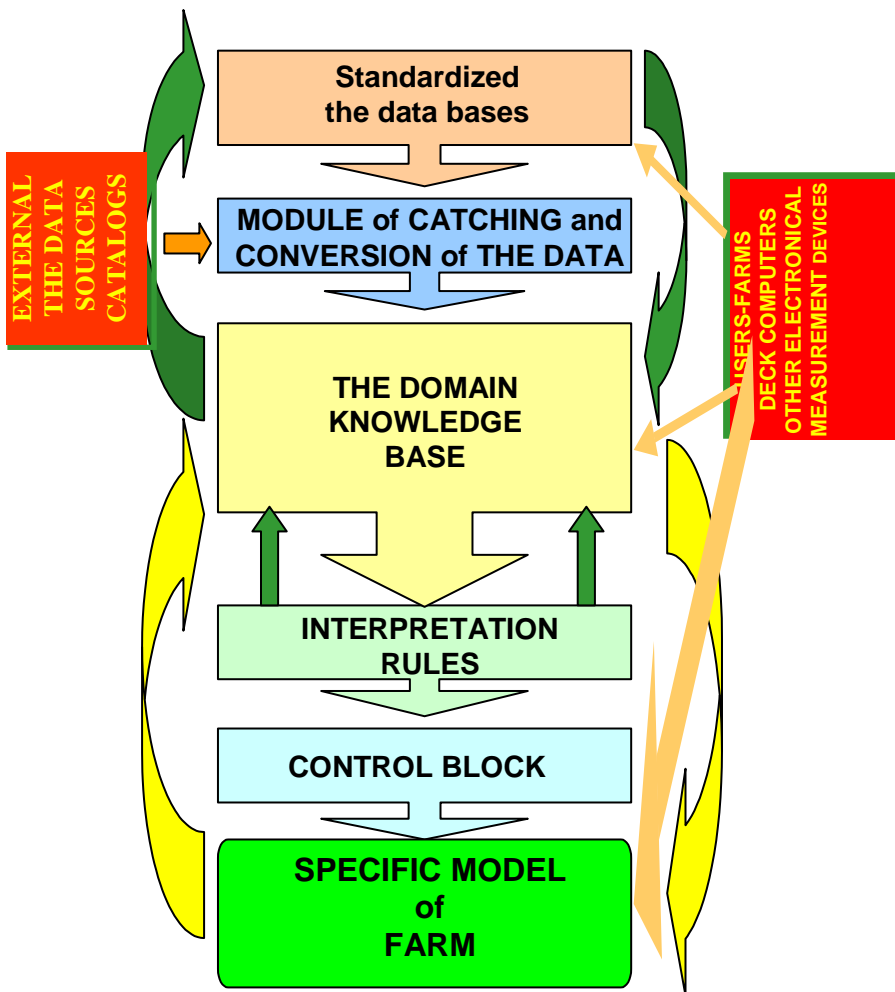 Standardized
the data bases
EXTERNAL
THE DATA
SOURCES
CATALOGS
MODULE of CATCHING and
CONVERSION of THE DATA
USERS-FARMS
DECK COMPUTERS
OTHER ELECTRONICAL
MEASUREMENT DEVICES
THE DOMAIN
KNOWLEDGE
BASE
INTERPRETATION
RULES
CONTROL BLOCK
SPECIFIC MODEL
of
FARM